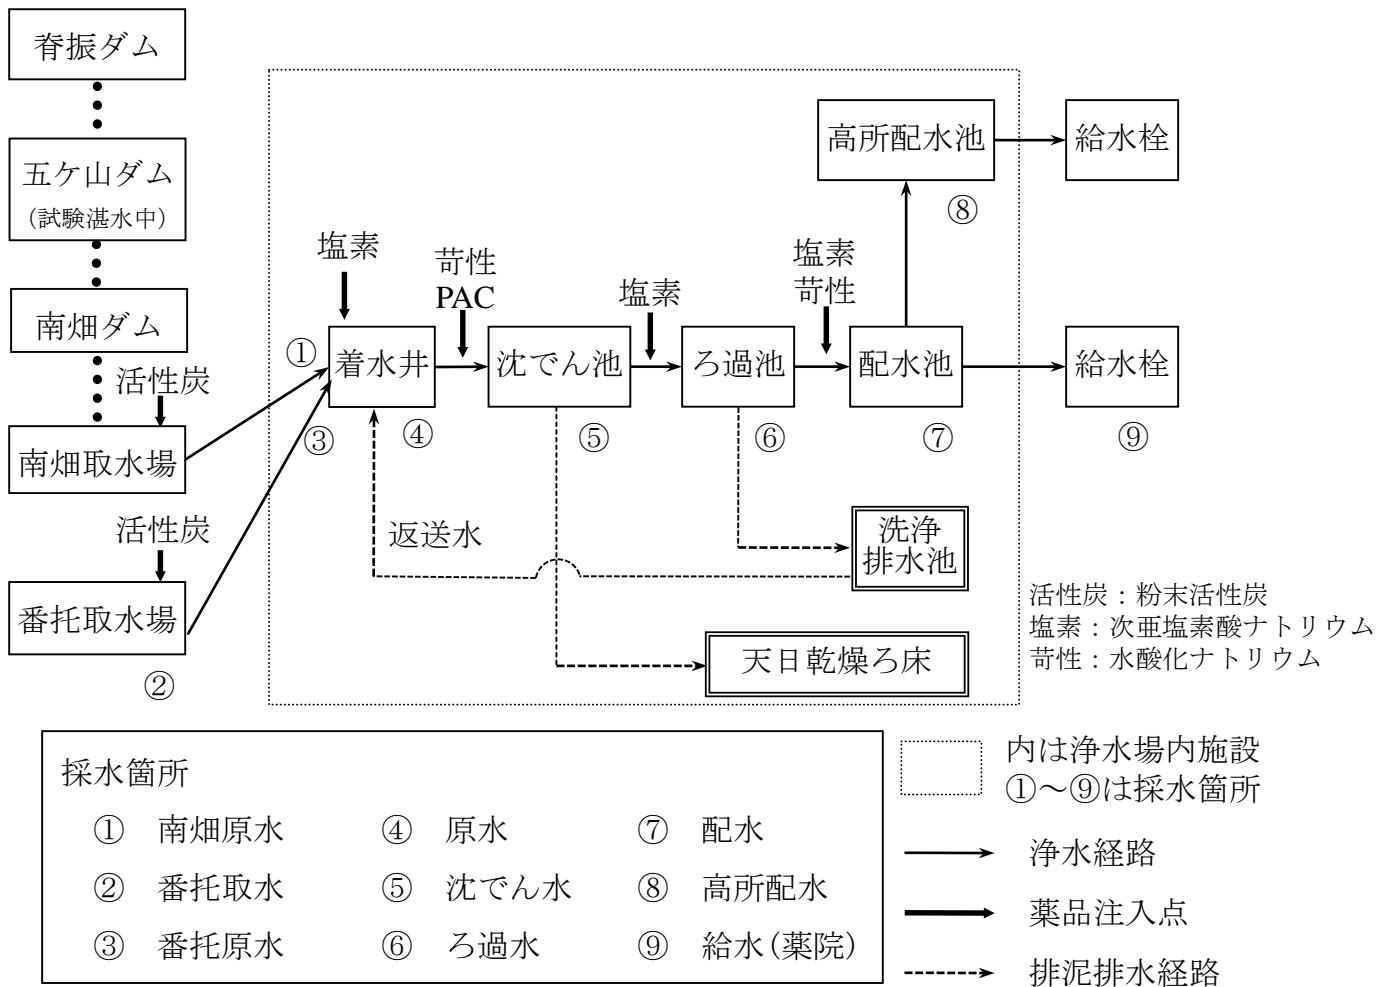 脊振ダム
五ケ山ダム
(試験湛水中)
南畑ダム
活性炭
南畑取水場
活性炭
番托取水場
②
塩素
①
着水井
③
④
苛性
PAC
沈でん池
⑤
塩素
ろ過池
⑥
塩素
苛性
配水池
⑦
高所配水池
⑧
給水栓
給水栓
⑨
返送水
洗浄
排水池
天日乾燥ろ床
活性炭：粉末活性炭
塩素：次亜塩素酸ナトリウム
苛性：水酸化ナトリウム
採水箇所
① 南畑原水 ④ 原水 ⑦ 配水
② 番托取水 ⑤ 沈でん水 ⑧ 高所配水
③ 番托原水 ⑥ ろ過水 ⑨ 給水(薬院)
内は浄水場内施設
①～⑨は採水箇所
浄水経路
薬品注入点
排泥排水経路